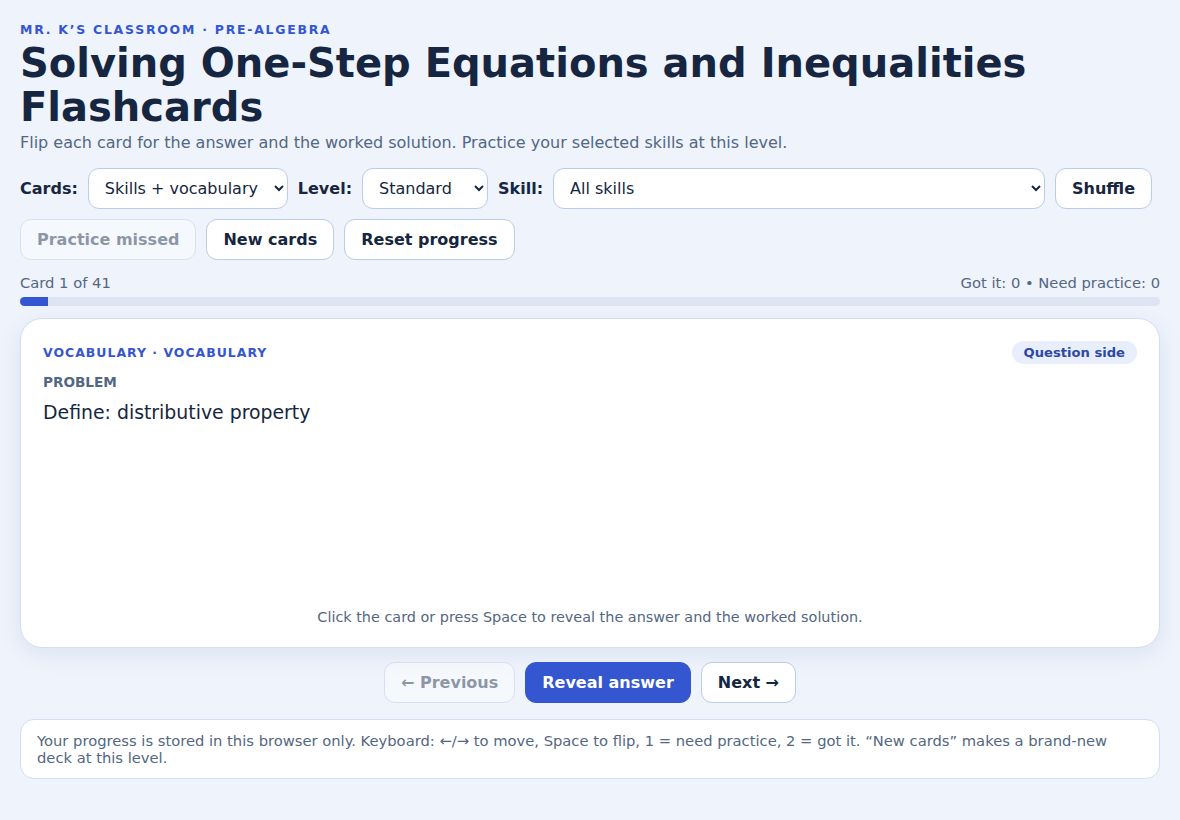 MR. K’S CLASSROOM · PRE-ALGEBRA
Solving One-Step Equations and Inequalities
Flashcards
Flip each card for the answer and the worked solution. Practice your selected skills at this level.
Cards: Skills + vocabulary Level: Standard Skill: All skills Shuffle
Practice missed New cards Reset progress
Card 1 of 41 Got it: 0 • Need practice: 0
VOCABULARY · VOCABULARY Question side
PROBLEM
Define: distributive property
Click the card or press Space to reveal the answer and the worked solution.
← Previous Reveal answer Next →
Your progress is stored in this browser only. Keyboard: ←/→ to move, Space to flip, 1 = need practice, 2 = got it. “New cards” makes a brand-new
deck at this level.